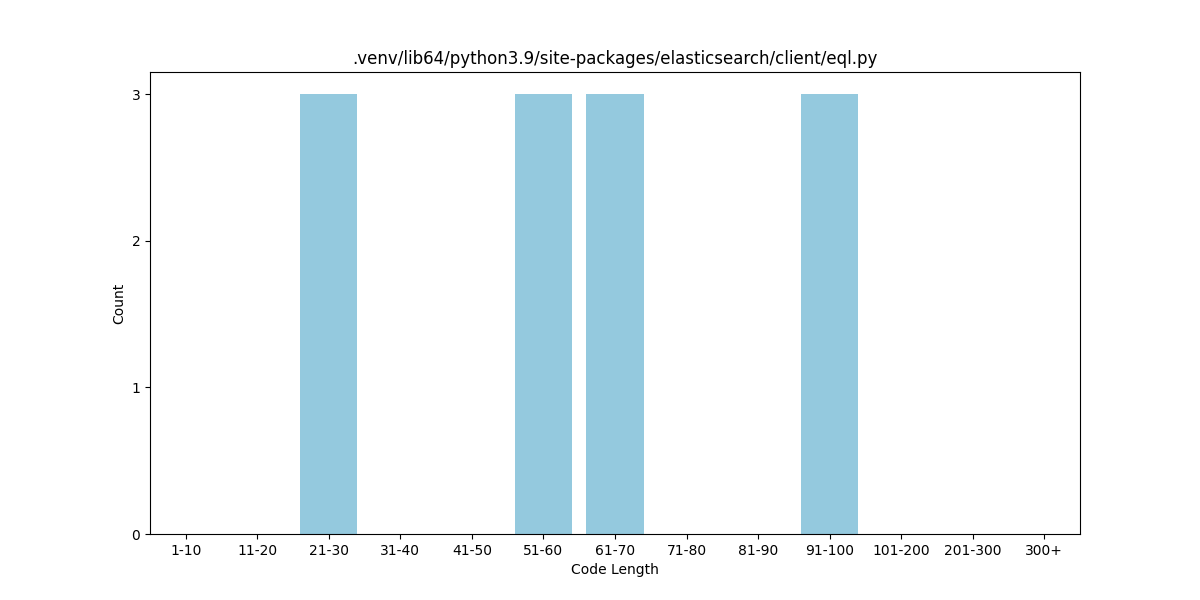 .venv/lib64/python3.9/site-packages/elasticsearch/client/eql.py
3
2
1
0
Count
1-10 11-20 21-30 31-40 41-50 51-60 61-70 71-80 81-90 91-100 101-200 201-300 300+
Code Length